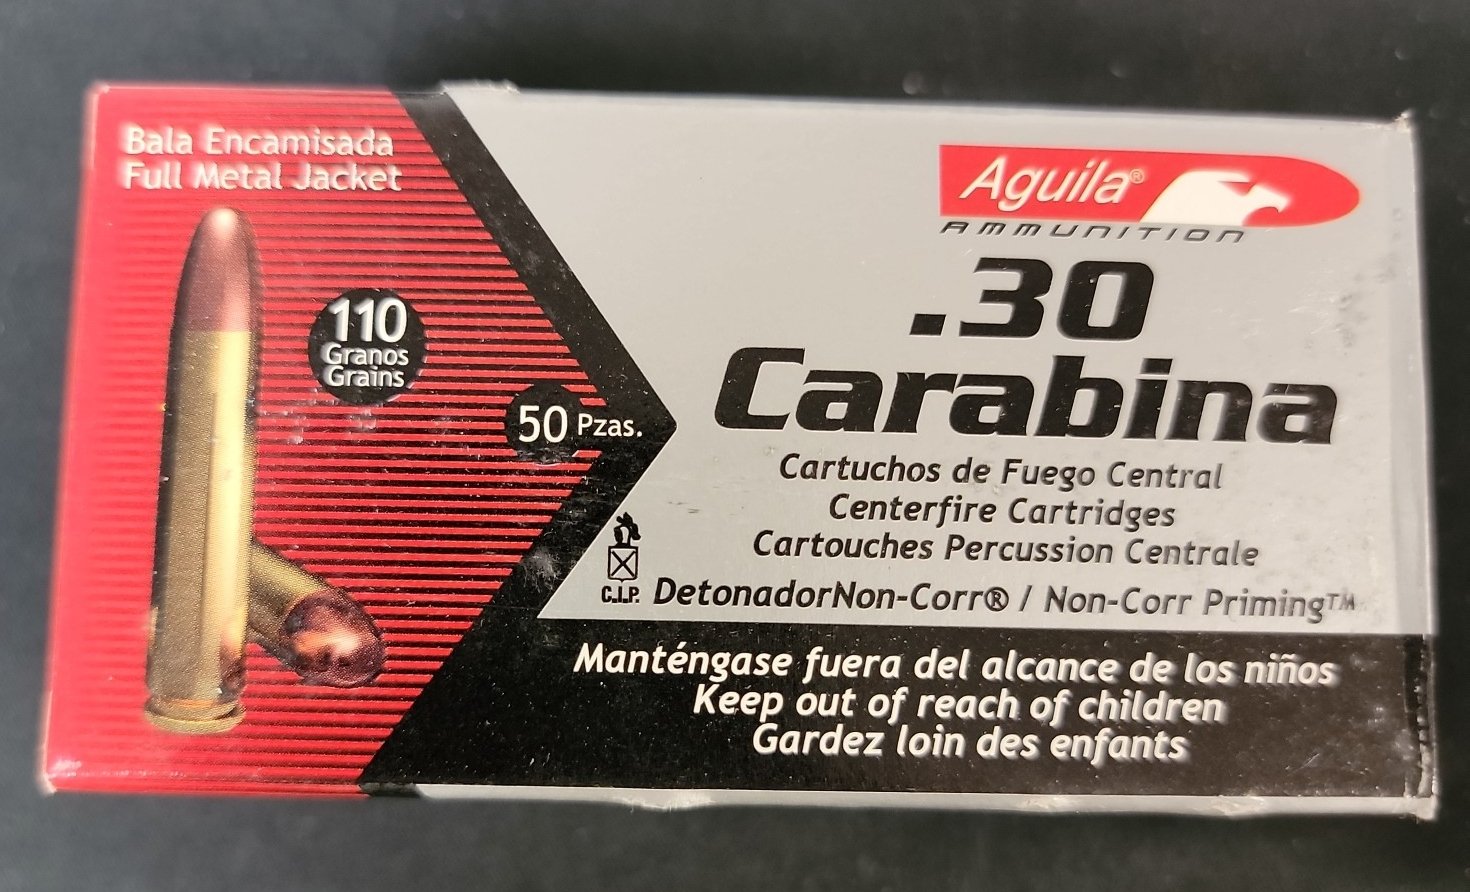 Bala Encamisada
Full Metal Jacket
110
Granos
Grains
50 Pzas.
Aguila®
AMMUNITION
.30
Carabina
Cartuchos de Fuego Central
Centerfire Cartridges
Cartouches Percussion Centrale
C.I.P.
DetonadorNon-Corr® / Non-Corr Priming™
Manténgase fuera del alcance de los niños
Keep out of reach of children
Gardez loin des enfants